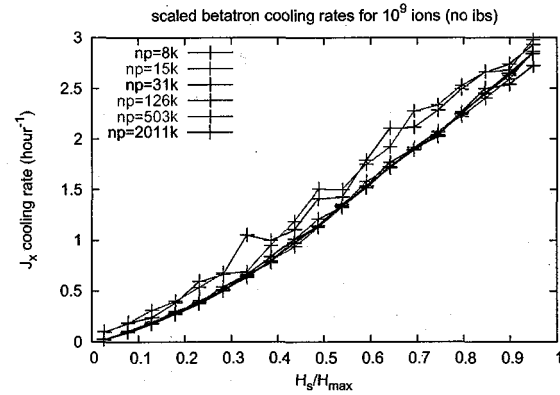 scaled betatron cooling rates for 10⁹ ions (no ibs)
np=8k
np=15k
np=31k
np=126k
np=503k
np=2011k
J_x cooling rate (hour⁻¹)
3
2.5
2
1.5
1
0.5
0
0 0.1 0.2 0.3 0.4 0.5 0.6 0.7 0.8 0.9 1
H_s/H_max